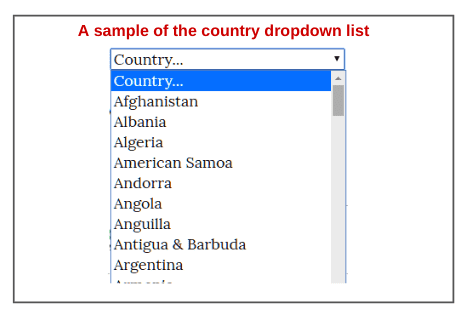 A sample of the country dropdown list
Country...
Country...
Afghanistan
Albania
Algeria
American Samoa
Andorra
Angola
Anguilla
Antigua & Barbuda
Argentina